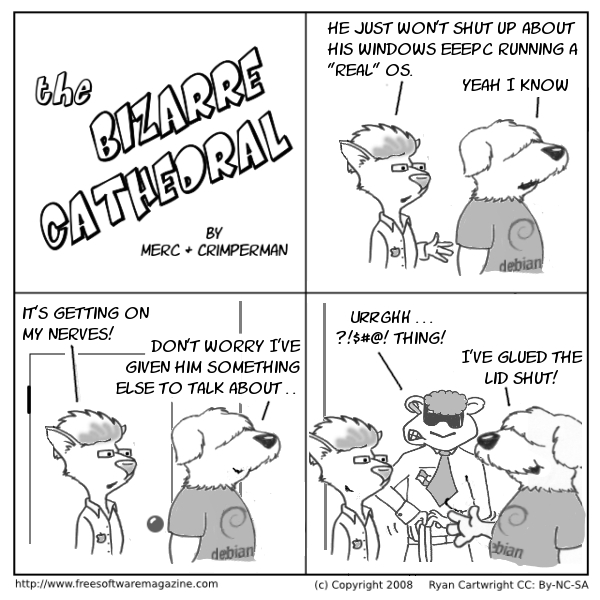 the
BIZARRE
CATHEDRAL
BY
MERC + CRIMPERMAN
HE JUST WON'T SHUT UP ABOUT
HIS WINDOWS EEEPC RUNNING A
"REAL" OS.
YEAH I KNOW
debian
IT'S GETTING ON
MY NERVES!
DON'T WORRY I'VE
GIVEN HIM SOMETHING
ELSE TO TALK ABOUT . .
debian
URRGHH . . .
?!$#@! THING!
I'VE GLUED THE
LID SHUT!
ebian
http://www.freesoftwaremagazine.com
(c) Copyright 2008 Ryan Cartwright CC: By-NC-SA